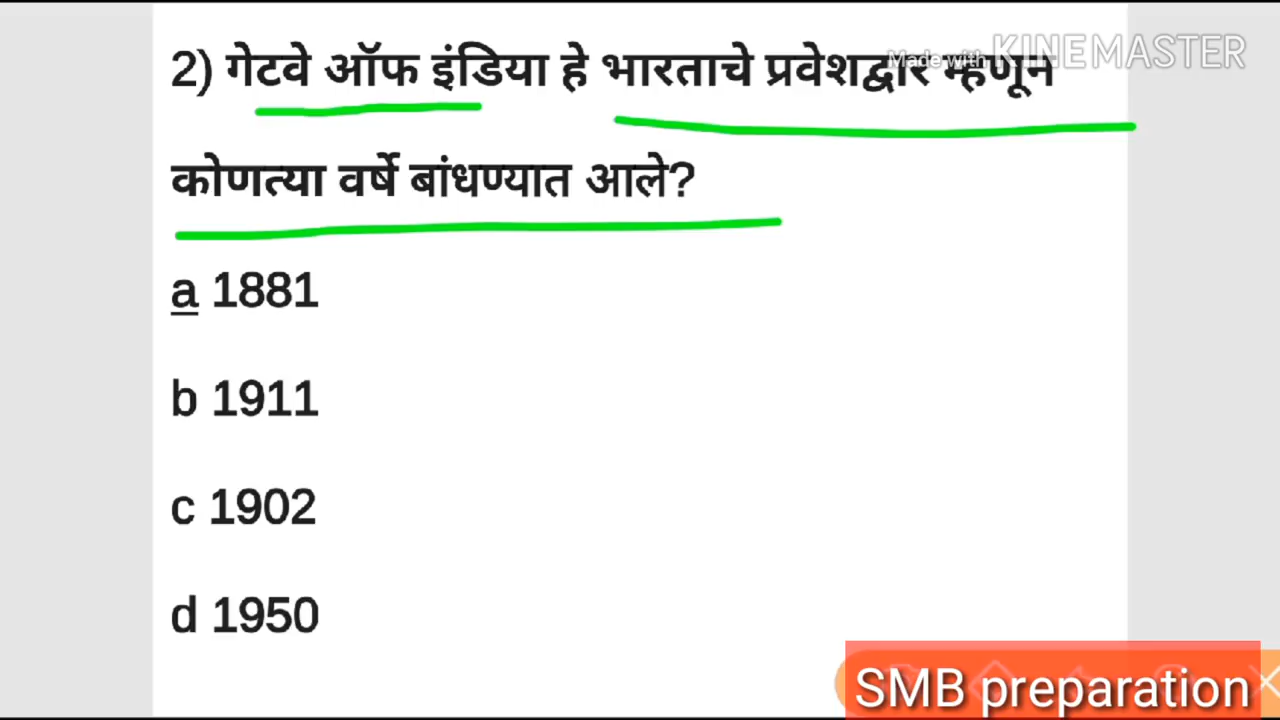 Made with KINEMASTER
2) गेटवे ऑफ इंडिया हे भारताचे प्रवेशद्वार म्हणून
कोणत्या वर्षे बांधण्यात आले?
a 1881
b 1911
c 1902
d 1950
SMB preparation